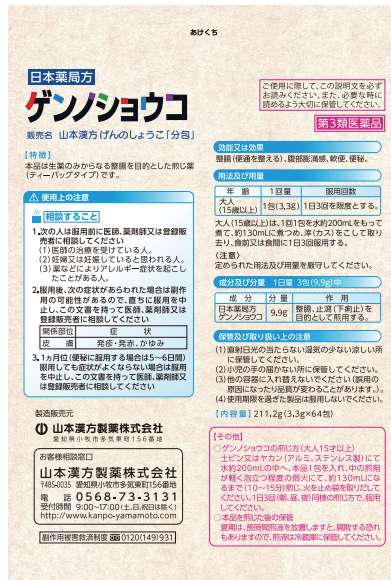 あけくち
日本薬局方
ゲンノショウコ
販売名 山本漢方げんのしょうこ「分包」
【特徴】
本品は生薬のみからなる整腸を目的とした煎じ薬
(ティーバッグタイプ)です。
使用上の注意
相談すること
1.次の人は服用前に医師、薬剤師又は登録販
売者に相談してください
(1)医師の治療を受けている人。
(2)妊婦又は妊娠していると思われる人。
(3)薬などによりアレルギー症状を起こし
たことがある人。
2.服用後、次の症状があらわれた場合は副作
用の可能性があるので、直ちに服用を中
止し、この文書を持って医師、薬剤師又は
登録販売者に相談してください
関係部位 症 状
皮 膚 発疹・発赤、かゆみ
3.1ヵ月位(便秘に服用する場合は5〜6日間)
服用しても症状がよくならない場合は服用
を中止し、この文書を持って医師、薬剤師又
は登録販売者に相談してください
製造販売元
山本漢方製薬株式会社
愛知県小牧市多気東町156番地
お客様相談窓口
山本漢方製薬株式会社
〒485-0035 愛知県小牧市多気東町156番地
電 話 0568-73-3131
受付時間 9:00〜17:00(土、日、祝日は除く)
http://www.kanpo-yamamoto.com
副作用被害救済制度 0120(149)931
ご使用に際して、この説明文を必ず
お読みください。また、必要な時に
読めるよう大切に保管してください。
第3類医薬品
効能又は効果
整腸(便通を整える)、腹部膨満感、軟便、便秘。
用法及び用量
年 齢 1回量 服用回数
大人
(15歳以上) 1包(3.3g) 1日3回を限度とする。
大人(15歳以上)は、1回1包を水約200mLをもって
煮て、約130mLに煮つめ、滓(カス)をこして取り
去り、食前又は食間に1日3回服用する。
〈注意〉
定められた用法及び用量を厳守してください。
成分及び分量 1日量 3包(9.9g)中
成 分 分 量 作 用
日本薬局方
ゲンノショウコ 9.9g 整腸、止瀉(下痢止)を
目的として煎用する。
保管及び取り扱い上の注意
(1)直射日光の当たらない湿気の少ない涼しい所
に保管してください。
(2)小児の手の届かない所に保管してください。
(3)他の容器に入れ替えないでください(誤用の
原因になったり品質が変わることがあります。)。
(4)使用期限を過ぎた製品は服用しないでください。
【内容量】211.2g(3.3g×64包)
【その他】
○ゲンノショウコの煎じ方(大人15才以上)
土ビン又はヤカン(アルミ、ステンレス製)にて
水約200mLの中へ、本品1包を入れ、中の煎剤
が軽く泡立つ程度の弱火にて、約130mLにな
るまで(10〜15分)煎じ、火を止め袋を取りだし
てください。1日3回(朝、昼、夜)同様の煎じ方で、服用
してください。
○本品を煎じた後の保管
夏期は、長時間煎液を放置しますと、腐敗する恐れ
もありますので、煎液は冷蔵庫に保管してください。